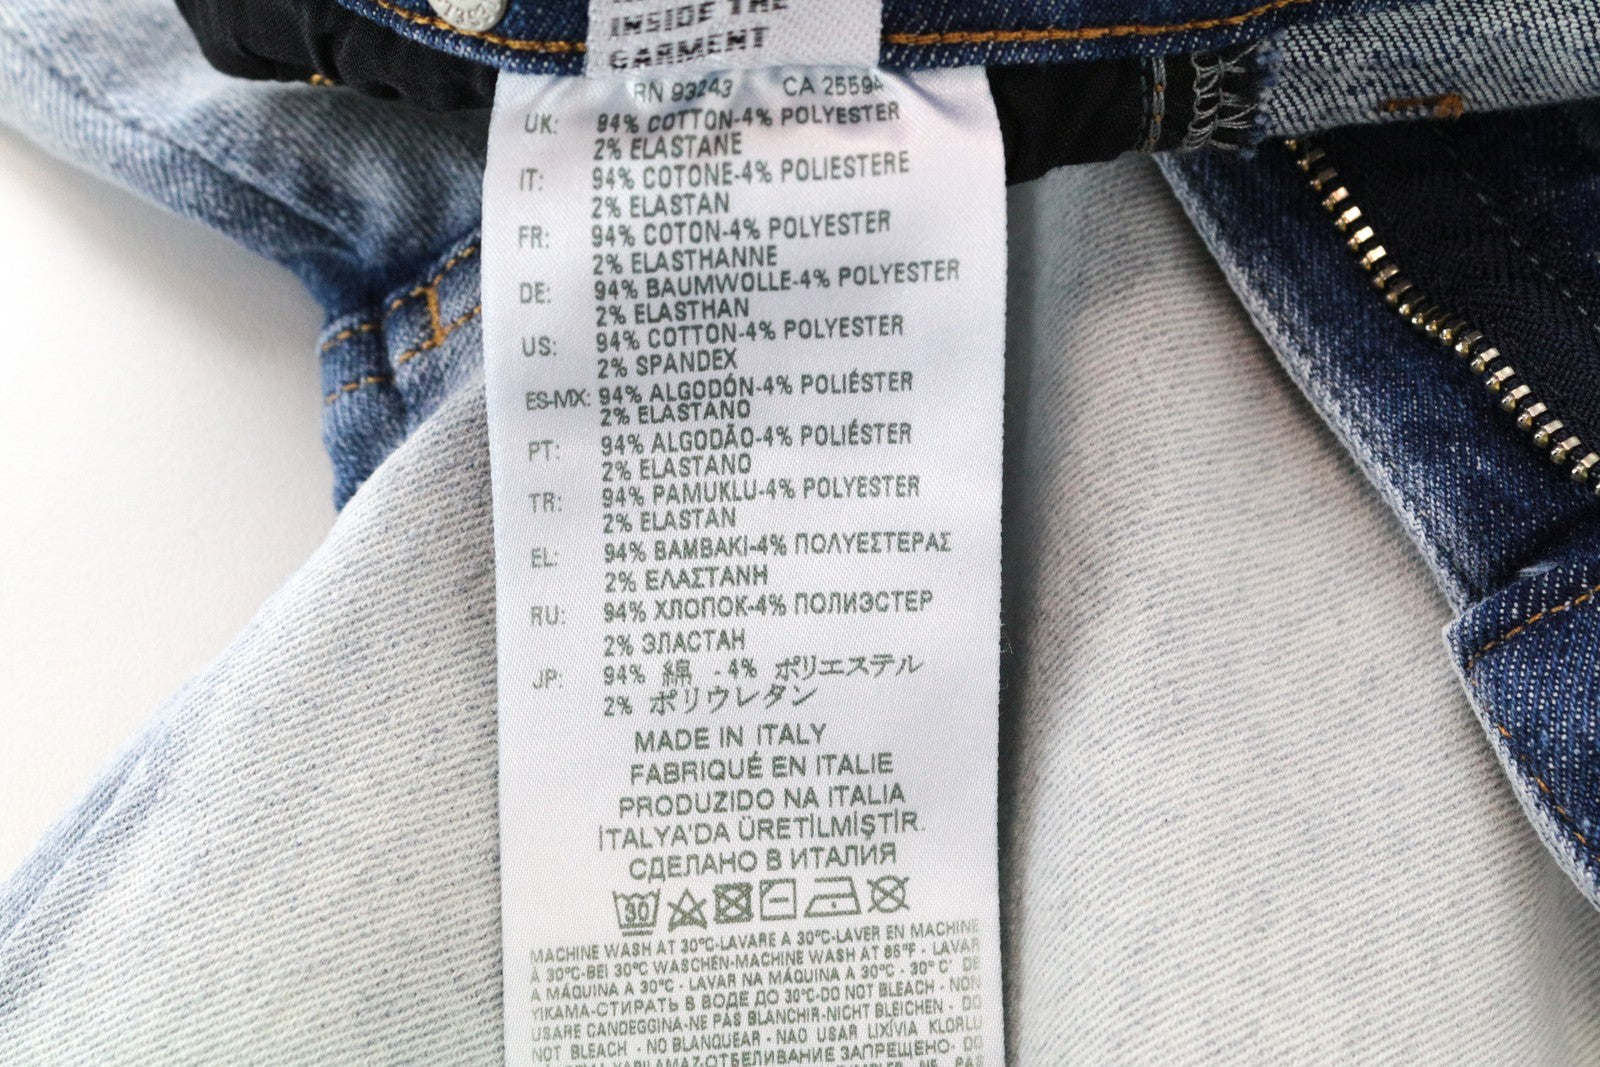 INSIDE THE
GARMENT
RN 93243 CA 25594
UK: 94% COTTON-4% POLYESTER
2% ELASTANE
IT: 94% COTONE-4% POLIESTERE
2% ELASTAN
FR: 94% COTON-4% POLYESTER
2% ELASTHANNE
DE: 94% BAUMWOLLE-4% POLYESTER
2% ELASTHAN
US: 94% COTTON-4% POLYESTER
2% SPANDEX
ES-MX: 94% ALGODÓN-4% POLIÉSTER
2% ELASTANO
PT: 94% ALGODÃO-4% POLIÉSTER
2% ELASTANO
TR: 94% PAMUKLU-4% POLYESTER
2% ELASTAN
EL: 94% ΒΑΜΒΑΚΙ-4% ΠΟΛΥΕΣΤΕΡΑΣ
2% ΕΛΑΣΤΑΝΗ
RU: 94% ХЛОПОК-4% ПОЛИЭСТЕР
2% ЭЛАСТАН
JP: 94% 綿 -4% ポリエステル
2% ポリウレタン
MADE IN ITALY
FABRIQUÉ EN ITALIE
PRODUZIDO NA ITALIA
İTALYA'DA ÜRETİLMİŞTİR.
СДЕЛАНО В ИТАЛИЯ
30
MACHINE WASH AT 30°C-LAVARE A 30°C-LAVER EN MACHINE
À 30°C-BEI 30°C WASCHEN-MACHINE WASH AT 86°F - LAVAR
A MÁQUINA A 30°C - LAVAR NA MÁQUINA A 30°C - 30° C' DE
YIKAMA-СТИРАТЬ В ВОДЕ ДО 30°C-DO NOT BLEACH - NON
USARE CANDEGGINA-NE PAS BLANCHIR-NICHT BLEICHEN - DO
NOT BLEACH - NO BLANQUEAR - NAO USAR LIXÍVIA KLORLU
YAPILAMAZ-ОТБЕЛИВАНИЕ ЗАПРЕЩЕНО- DO